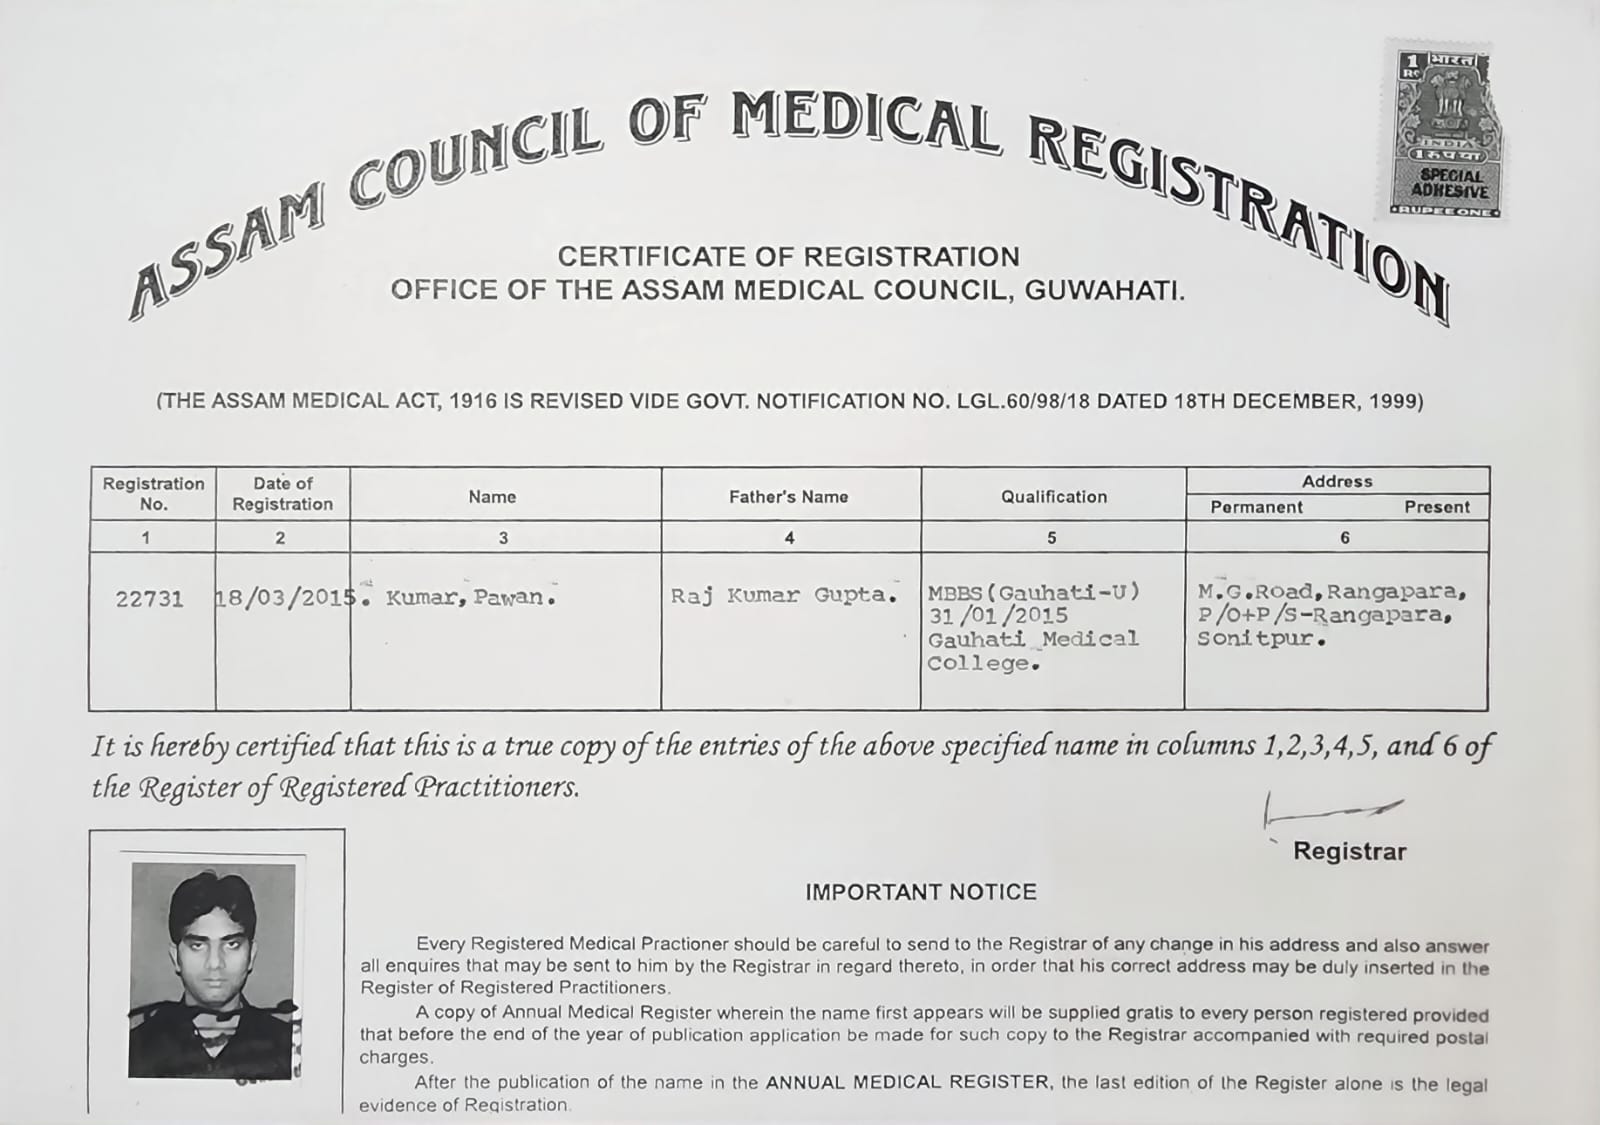 ASSAM COUNCIL OF MEDICAL REGISTRATION
1 भारत
RE
INDIA
1 रुपया
SPECIAL
ADHESIVE
RUPEE ONE
CERTIFICATE OF REGISTRATION
OFFICE OF THE ASSAM MEDICAL COUNCIL, GUWAHATI.
(THE ASSAM MEDICAL ACT, 1916 IS REVISED VIDE GOVT. NOTIFICATION NO. LGL.60/98/18 DATED 18TH DECEMBER, 1999)
Registration No. Date of Registration Name Father's Name Qualification Address
Permanent Present
1 2 3 4 5 6
22731 18/03/2015. Kumar, Pawan. Raj Kumar Gupta. MBBS(Gauhati-U) M.G.Road, Rangapara,
31/01/2015 P/O+P/S-Rangapara,
Gauhati Medical Sonitpur.
College.
It is hereby certified that this is a true copy of the entries of the above specified name in columns 1,2,3,4,5, and 6 of
the Register of Registered Practitioners.
Registrar
IMPORTANT NOTICE
Every Registered Medical Practioner should be careful to send to the Registrar of any change in his address and also answer
all enquires that may be sent to him by the Registrar in regard thereto, in order that his correct address may be duly inserted in the
Register of Registered Practitioners.
A copy of Annual Medical Register wherein the name first appears will be supplied gratis to every person registered provided
that before the end of the year of publication application be made for such copy to the Registrar accompanied with required postal
charges.
After the publication of the name in the ANNUAL MEDICAL REGISTER, the last edition of the Register alone is the legal
evidence of Registration.